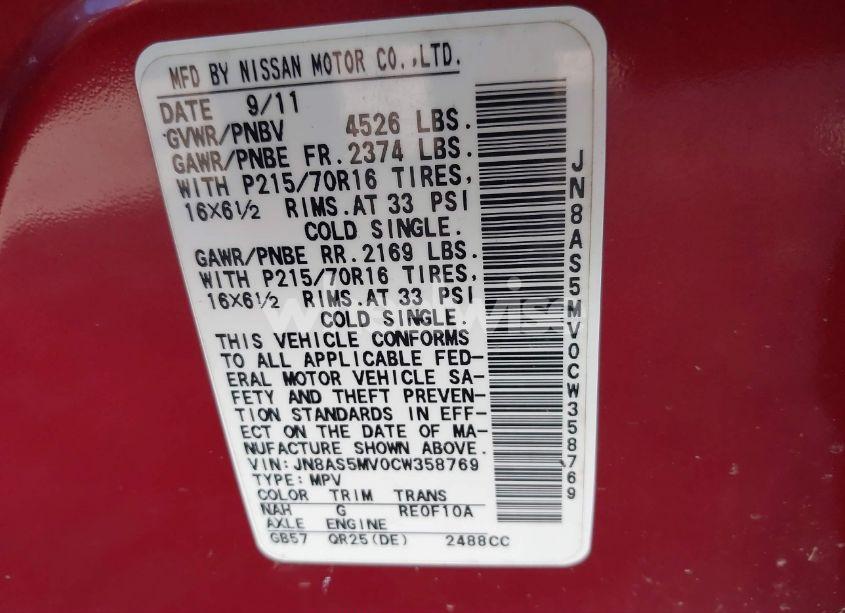 MFD BY NISSAN MOTOR CO.,LTD.
DATE 9/11
GVWR/PNBV 4526 LBS.
GAWR/PNBE FR. 2374 LBS.
WITH P215/70R16 TIRES,
16X6½ RIMS.AT 33 PSI
COLD SINGLE.
GAWR/PNBE RR. 2169 LBS.
WITH P215/70R16 TIRES,
16X6½ RIMS.AT 33 PSI
COLD SINGLE.
THIS VEHICLE CONFORMS
TO ALL APPLICABLE FED-
ERAL MOTOR VEHICLE SA-
FETY AND THEFT PREVEN-
TION STANDARDS IN EFF-
ECT ON THE DATE OF MA-
NUFACTURE SHOWN ABOVE.
VIN: JN8AS5MV0CW358769
TYPE: MPV
COLOR TRIM TRANS
NAH G RE0F10A
AXLE ENGINE
GB57 QR25(DE) 2488CC
JN8AS5MV0CW358769